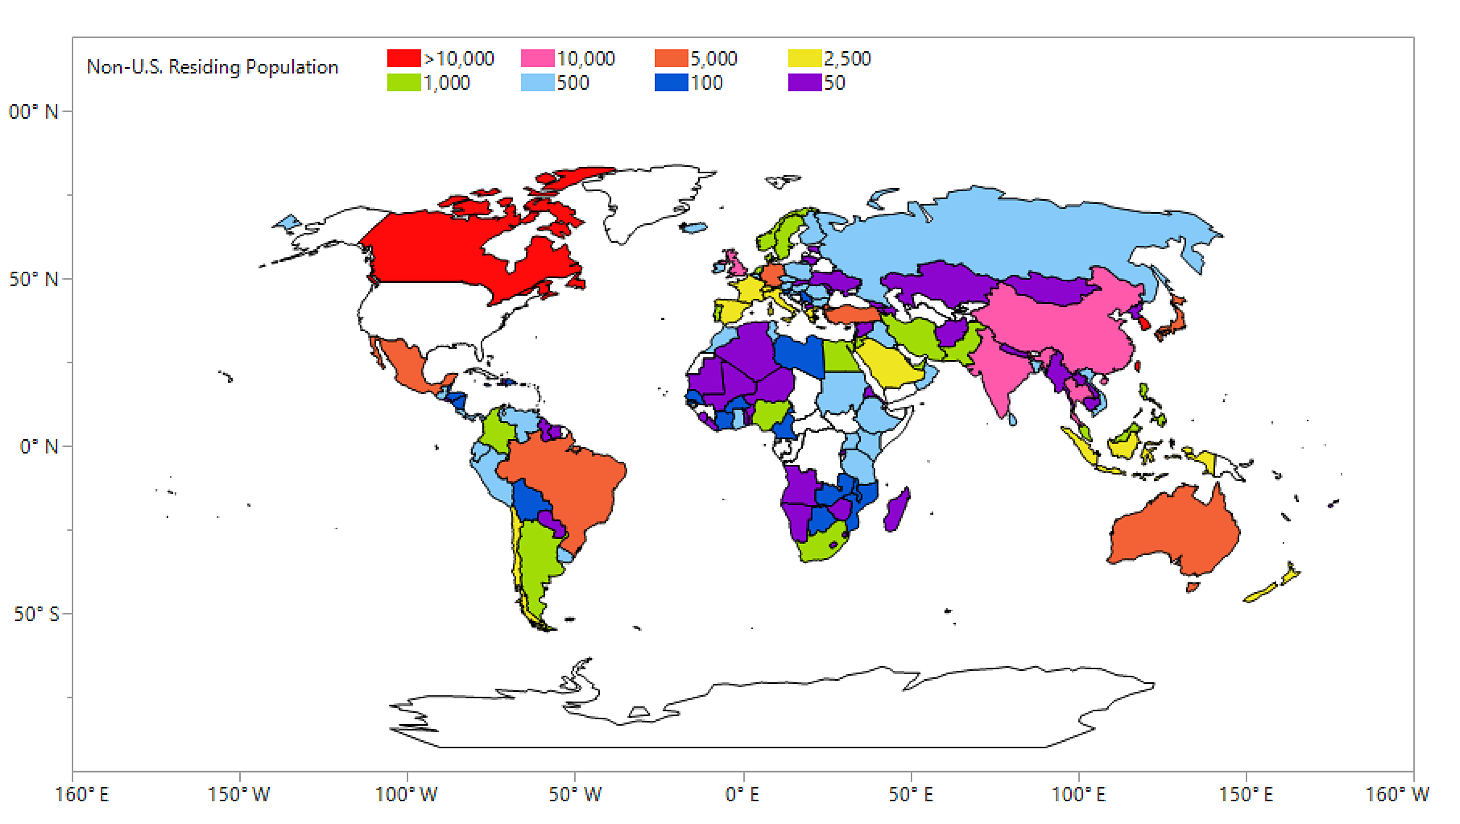 Non-U.S. Residing Population
>10,000 10,000 5,000 2,500
1,000 500 100 50
00° N
50° N
0° N
50° S
160° E 150° W 100° W 50° W 0° E 50° E 100° E 150° E 160° W